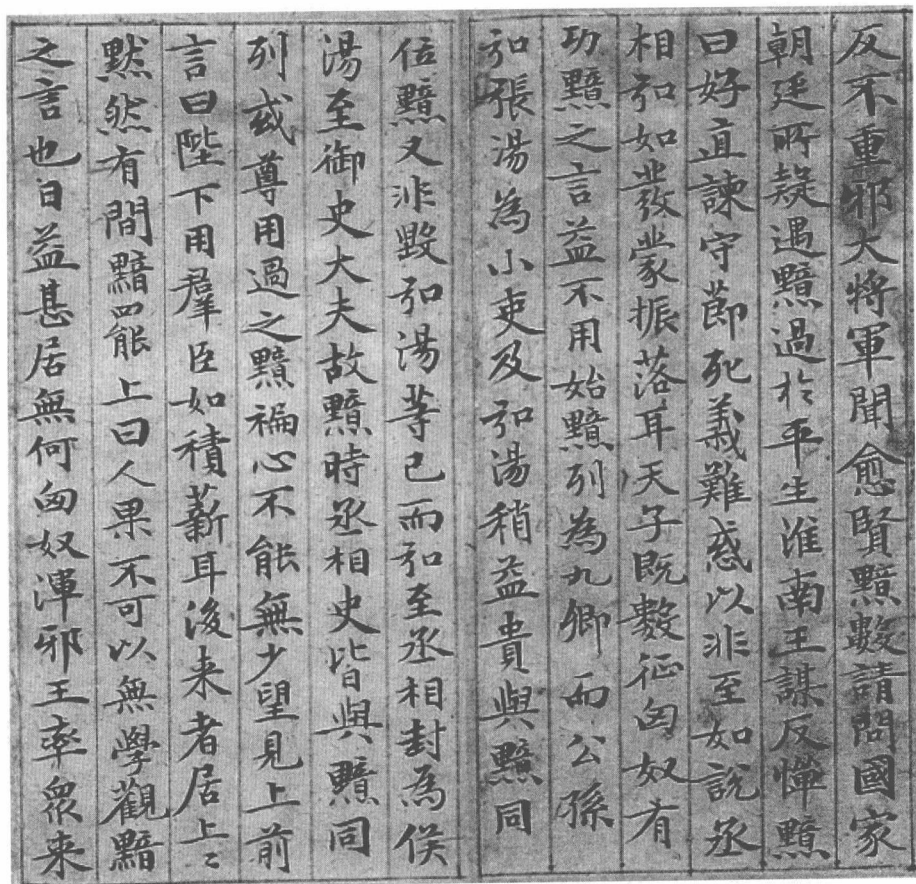 反不重邪大將軍聞愈賢黯數請問國家
朝廷所疑遇黯過於平生淮南王謀反憚黯
曰好直諫守節死義難惑以非至如說丞
相弘如發蒙振落耳天子既數征匈奴有
功黯之言益不用始黯列為九卿而公孫
弘張湯為小吏及弘湯稍益貴與黯同
位黯又非毀弘湯等已而弘至丞相封為侯
湯至御史大夫故黯時丞相史皆與黯同
列或尊用過之黯褊心不能無少望見上前
言曰陛下用羣臣如積薪耳後来者居上〻
黙然有間黯罷上曰人果不可以無學觀黯
之言也日益甚居無何匈奴渾邪王率衆来